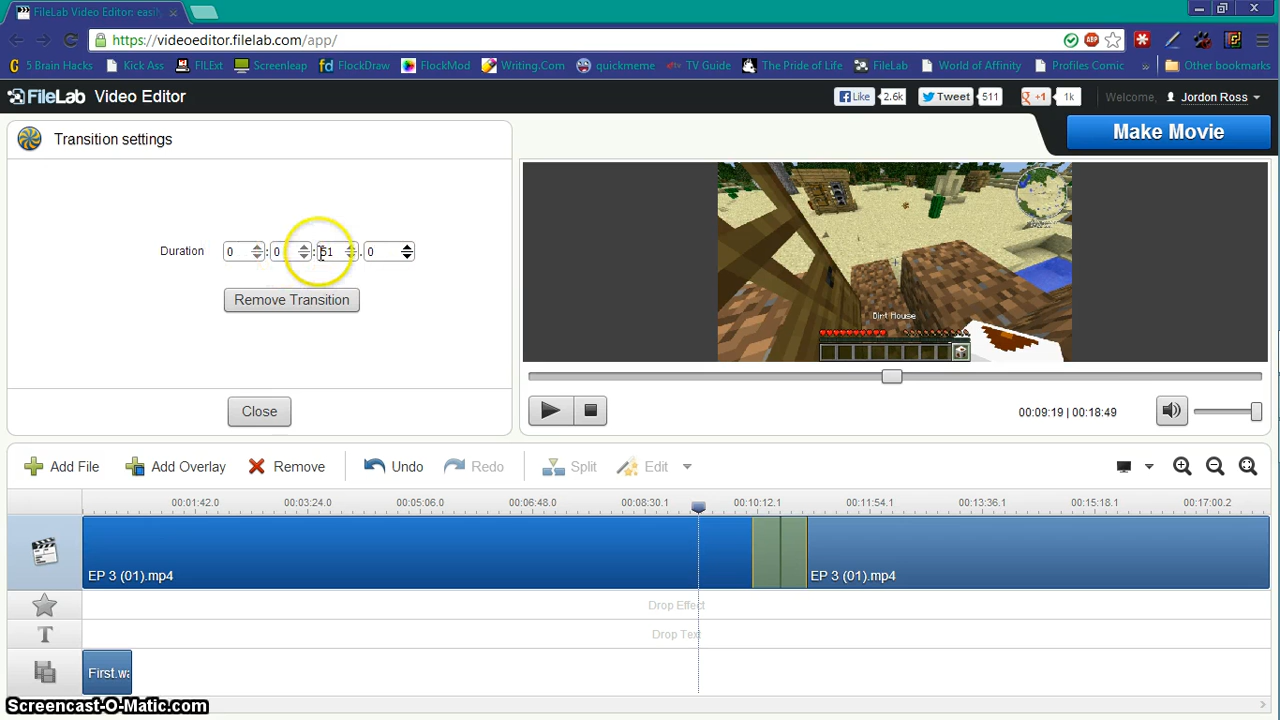 FileLab Video Editor: easily
https://videoeditor.filelab.com/app/
ABP
5 Brain Hacks Kick Ass FILExt Screenleap FlockDraw FlockMod Writing.Com quickmeme TV Guide The Pride of Life FileLab World of Affinity Profiles Comic » Other bookmarks
FileLab Video Editor Like 2.6k Tweet 511 +1 1k Welcome, Jordon Ross
Make Movie
Transition settings
Duration 0 : 0 : 51 . 0
Remove Transition
Dirt House
Close
00:09:19 | 00:18:49
Add File Add Overlay Remove Undo Redo Split Edit
00:01:42.0 00:03:24.0 00:05:06.0 00:06:48.0 00:08:30.1 00:10:12.1 00:11:54.1 00:13:36.1 00:15:18.1 00:17:00.2
EP 3 (01).mp4 EP 3 (01).mp4
Drop Effect
T Drop Text
First.wa
Screencast-O-Matic.com